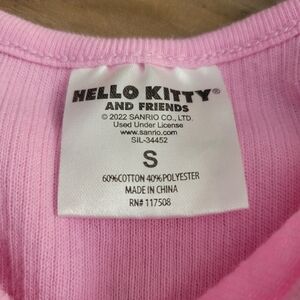 HELLO KITTY®
AND FRIENDS
© 2022 SANRIO CO., LTD.
Used Under License
www.sanrio.com
SIL-34452
S
60%COTTON 40%POLYESTER
MADE IN CHINA
RN# 117508